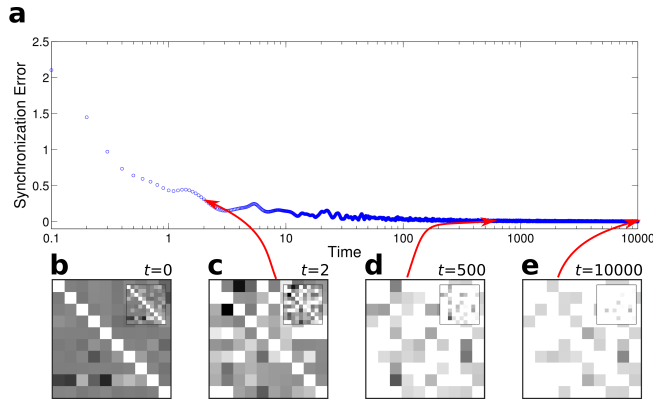 a
2.5
2
1.5
1
0.5
0
Synchronization Error
0.1
1
10
100
1000
10000
Time
b
t=0
c
t=2
d
t=500
e
t=10000